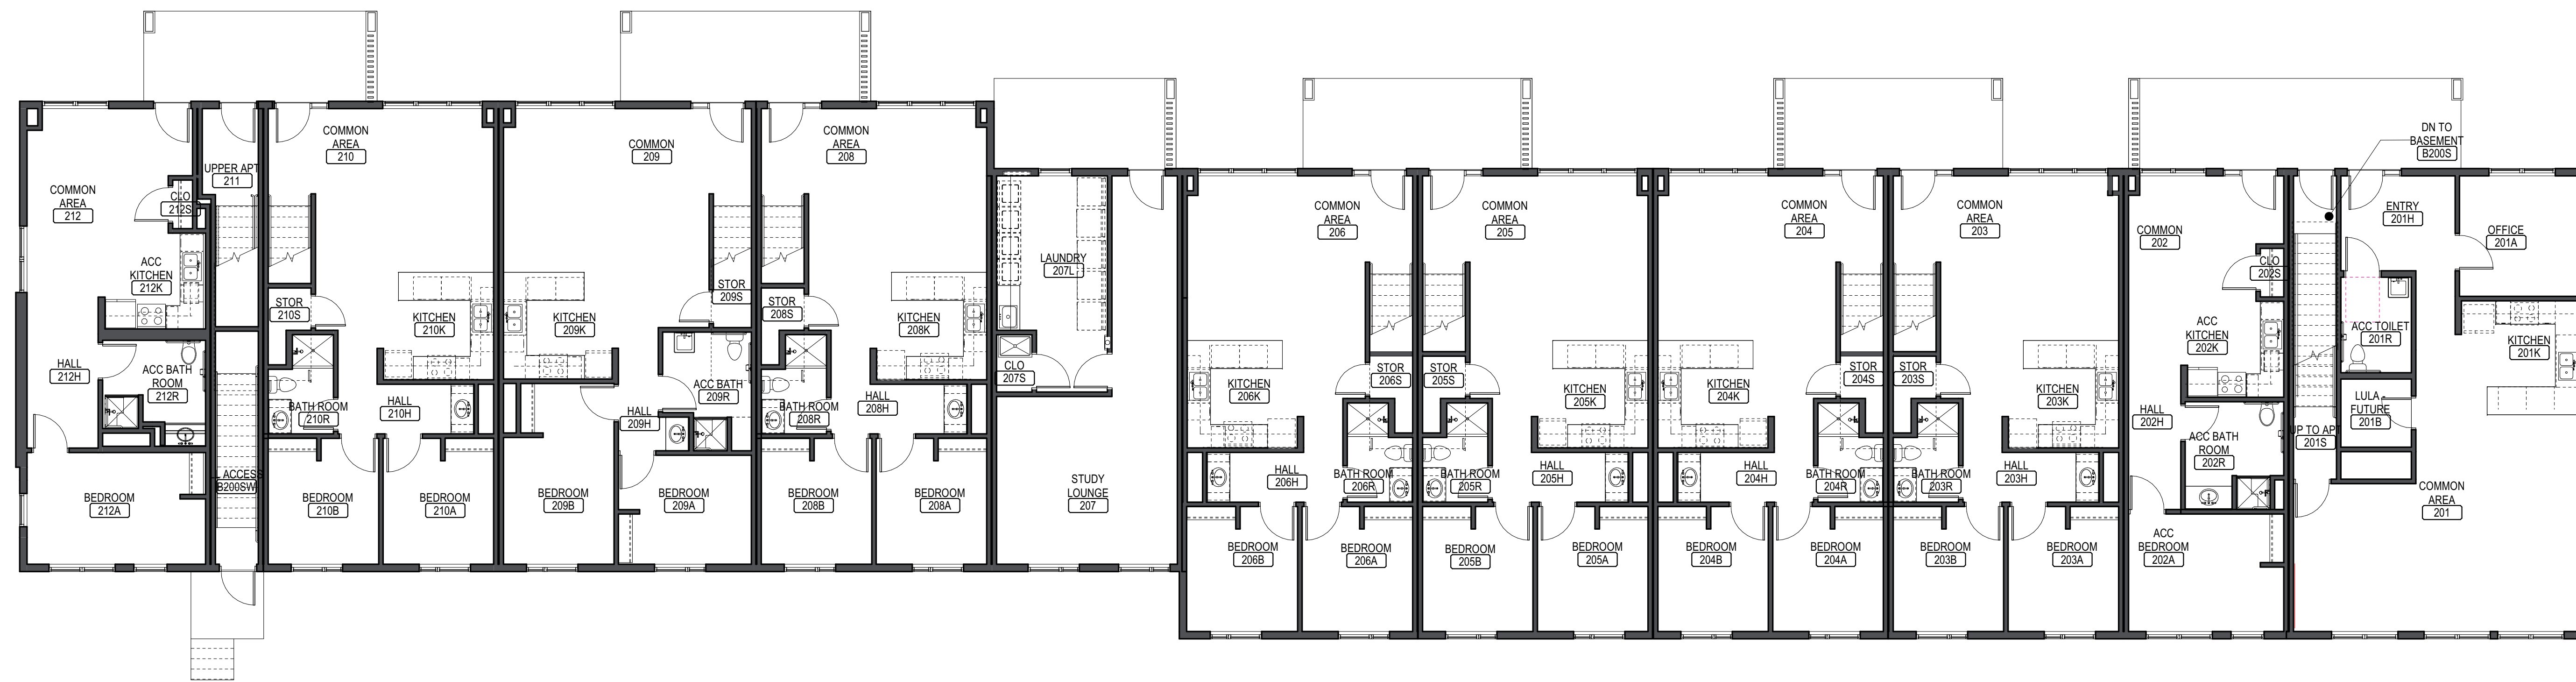 COMMON
AREA
212
CLO
212S
ACC
KITCHEN
212K
HALL
212H
ACC BATH
ROOM
212R
BEDROOM
212A
UPPER APT
211
L ACCESS
B200SW
COMMON
AREA
210
STOR
210S
KITCHEN
210K
BATH ROOM
210R
HALL
210H
BEDROOM
210B
BEDROOM
210A
COMMON
209
STOR
209S
KITCHEN
209K
ACC BATH
209R
HALL
209H
BEDROOM
209B
BEDROOM
209A
COMMON
AREA
208
STOR
208S
KITCHEN
208K
BATH ROOM
208R
HALL
208H
BEDROOM
208B
BEDROOM
208A
LAUNDRY
207L
CLO
207S
STUDY
LOUNGE
207
COMMON
AREA
206
STOR
206S
KITCHEN
206K
HALL
206H
BATH ROOM
206R
BEDROOM
206B
BEDROOM
206A
COMMON
AREA
205
STOR
205S
KITCHEN
205K
BATH ROOM
205R
HALL
205H
BEDROOM
205B
BEDROOM
205A
COMMON
AREA
204
STOR
204S
KITCHEN
204K
HALL
204H
BATH ROOM
204R
BEDROOM
204B
BEDROOM
204A
COMMON
AREA
203
STOR
203S
KITCHEN
203K
BATH ROOM
203R
HALL
203H
BEDROOM
203B
BEDROOM
203A
COMMON
202
CLO
202S
ACC
KITCHEN
202K
HALL
202H
ACC BATH
ROOM
202R
ACC
BEDROOM
202A
DN TO
BASEMENT
B200S
ENTRY
201H
OFFICE
201A
ACC TOILET
201R
KITCHEN
201K
LULA -
FUTURE
201B
UP TO APT
201S
COMMON
AREA
201